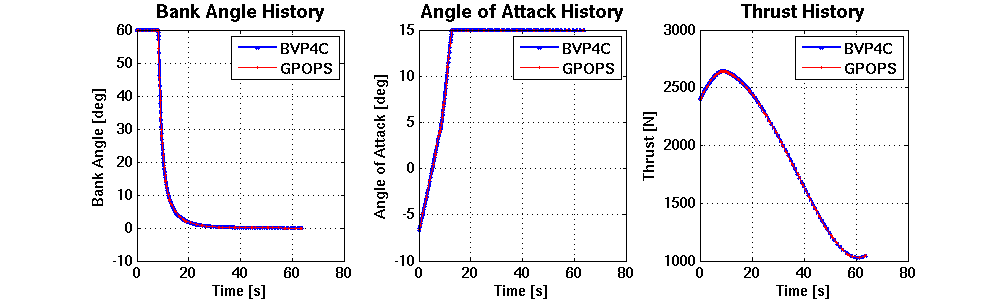 Bank Angle History
60
50
40
30
20
10
0
-10
Bank Angle [deg]
BVP4C
GPOPS
0 20 40 60 80
Time [s]
Angle of Attack History
15
10
5
0
-5
-10
Angle of Attack [deg]
BVP4C
GPOPS
0 20 40 60 80
Time [s]
Thrust History
3000
2500
2000
1500
1000
Thrust [N]
BVP4C
GPOPS
0 20 40 60 80
Time [s]